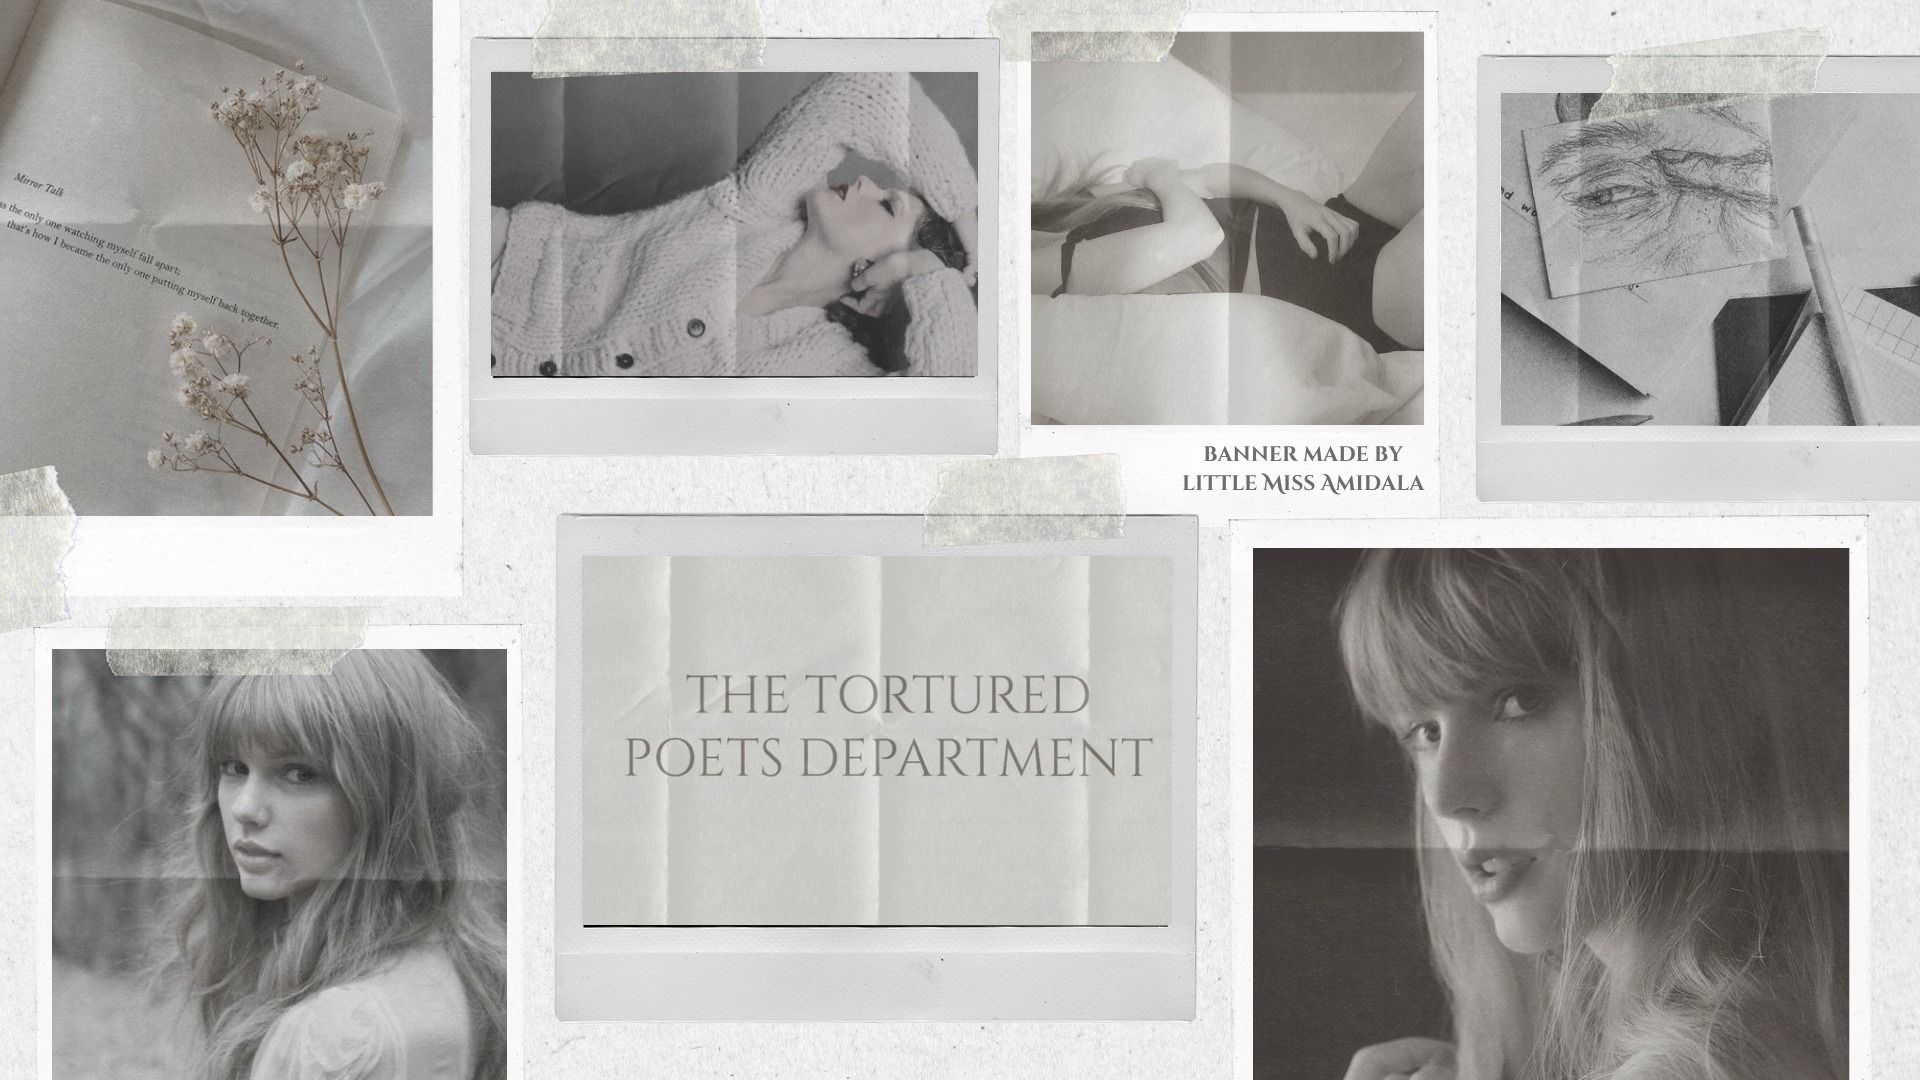 Mirror Talk
as the only one watching myself fall apart;
that's how I became the only one putting myself back together.
BANNER MADE BY
LITTLE MISS AMIDALA
THE TORTURED
POETS DEPARTMENT